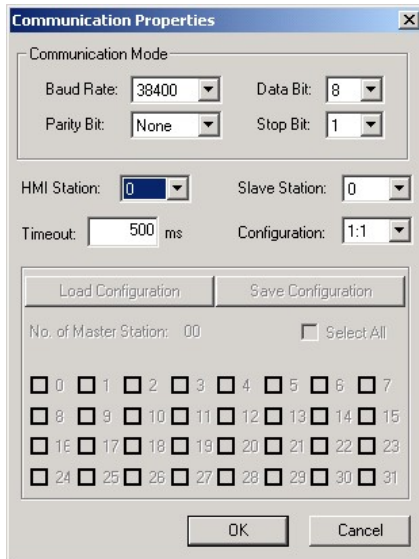 Communication Properties
Communication Mode
Baud Rate: 38400 Data Bit: 8
Parity Bit: None Stop Bit: 1
HMI Station: 0 Slave Station: 0
Timeout: 500 ms Configuration: 1:1
Load Configuration Save Configuration
No. of Master Station: 00 Select All
0 1 2 3 4 5 6 7
8 9 10 11 12 13 14 15
16 17 18 19 20 21 22 23
24 25 26 27 28 29 30 31
OK Cancel